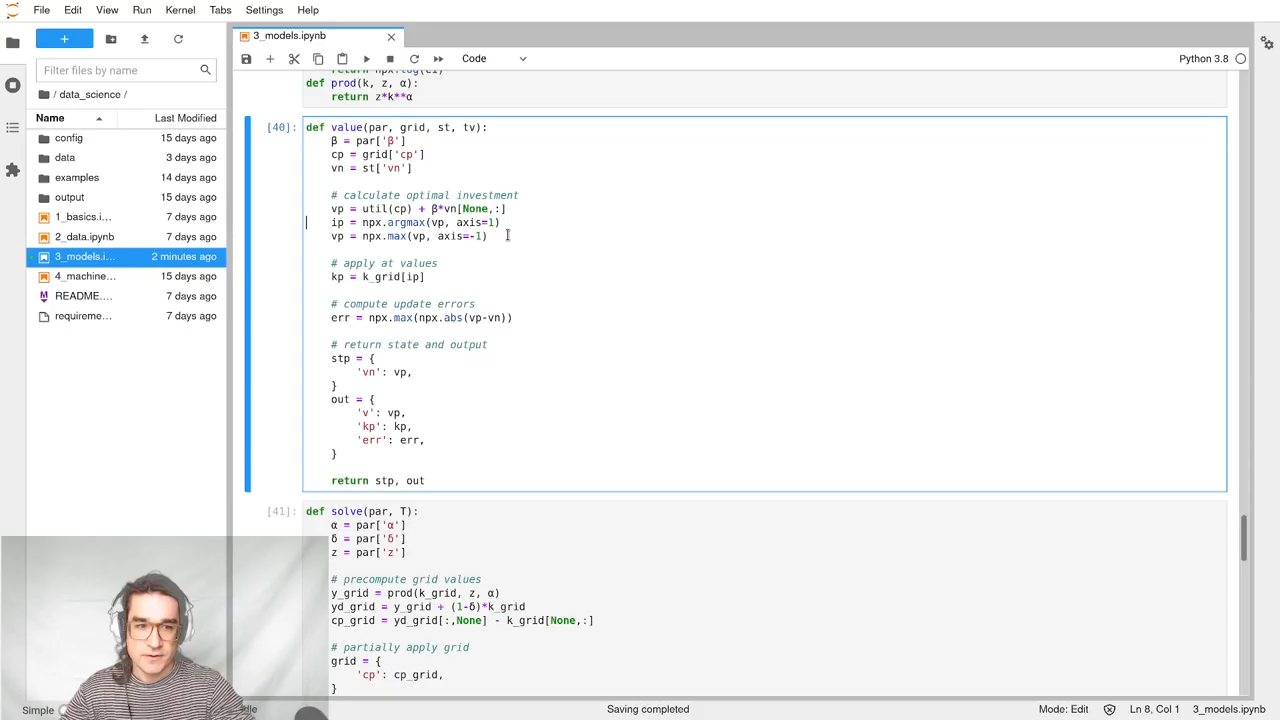 File Edit View Run Kernel Tabs Settings Help
3_models.ipynb
Code
Python 3.8
Filter files by name
/ data_science /
Name Last Modified
config 15 days ago
data 3 days ago
examples 14 days ago
output 15 days ago
1_basics.i… 7 days ago
2_data.ipynb 7 days ago
3_models.i… 2 minutes ago
4_machine… 15 days ago
README.… 7 days ago
requireme… 7 days ago
def prod(k, z, α):
    return z*k**α
[40]: def value(par, grid, st, tv):
    β = par['β']
    cp = grid['cp']
    vn = st['vn']
    # calculate optimal investment
    vp = util(cp) + β*vn[None,:]
    ip = npx.argmax(vp, axis=1)
    vp = npx.max(vp, axis=-1)
    # apply at values
    kp = k_grid[ip]
    # compute update errors
    err = npx.max(npx.abs(vp-vn))
    # return state and output
    stp = {
        'vn': vp,
    }
    out = {
        'v': vp,
        'kp': kp,
        'err': err,
    }
    return stp, out
[41]: def solve(par, T):
    α = par['α']
    δ = par['δ']
    z = par['z']
    # precompute grid values
    y_grid = prod(k_grid, z, α)
    yd_grid = y_grid + (1-δ)*k_grid
    cp_grid = yd_grid[:,None] - k_grid[None,:]
    # partially apply grid
    grid = {
        'cp': cp_grid,
    }
Simple
Saving completed
Mode: Edit
Ln 8, Col 1 3_models.ipynb